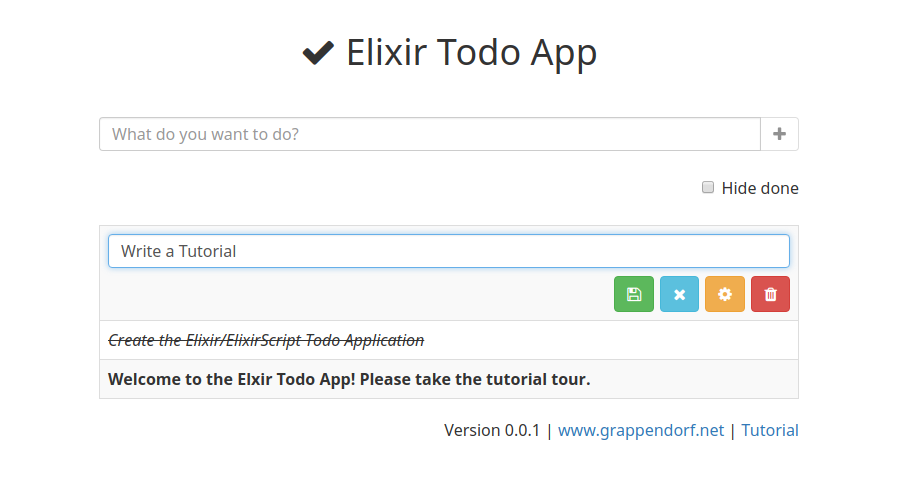 Elixir Todo App
What do you want to do?
Hide done
Write a Tutorial
Create the Elixir/ElixirScript Todo Application
Welcome to the Elxir Todo App! Please take the tutorial tour.
Version 0.0.1 | www.grappendorf.net | Tutorial